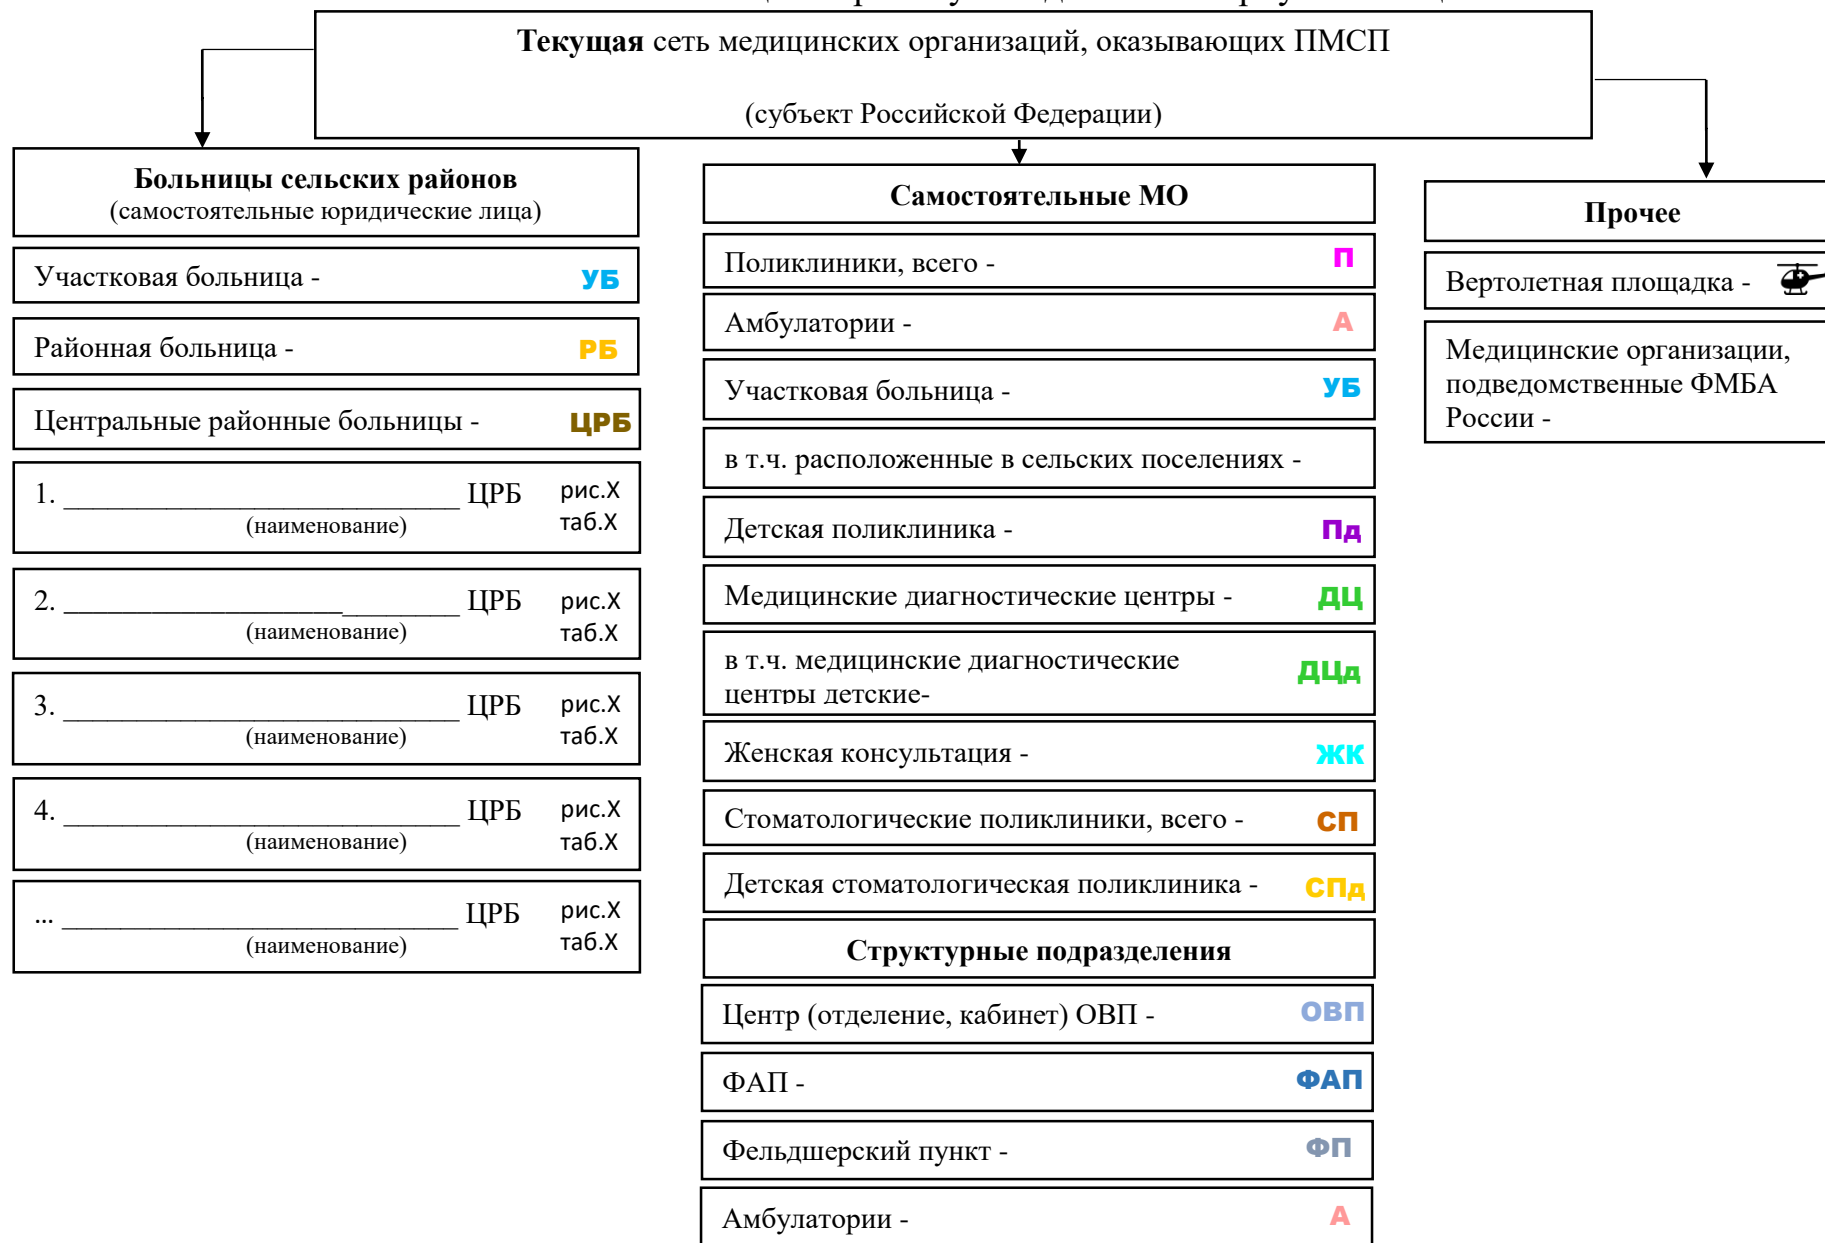 Текущая сеть медицинских организаций, оказывающих ПМСП
(субъект Российской Федерации)
Больницы сельских районов
(самостоятельные юридические лица)
Участковая больница - УБ
Районная больница - РБ
Центральные районные больницы - ЦРБ
1. ___________________________ ЦРБ рис.X
(наименование) таб.X
2. ___________________________ ЦРБ рис.X
(наименование) таб.X
3. ___________________________ ЦРБ рис.X
(наименование) таб.X
4. ___________________________ ЦРБ рис.X
(наименование) таб.X
... ___________________________ ЦРБ рис.X
(наименование) таб.X
Самостоятельные МО
Поликлиники, всего - П
Амбулатории - А
Участковая больница - УБ
в т.ч. расположенные в сельских поселениях -
Детская поликлиника - Пд
Медицинские диагностические центры - ДЦ
в т.ч. медицинские диагностические
центры детские- ДЦд
Женская консультация - ЖК
Стоматологические поликлиники, всего - СП
Детская стоматологическая поликлиника - СПд
Структурные подразделения
Центр (отделение, кабинет) ОВП - ОВП
ФАП - ФАП
Фельдшерский пункт - ФП
Амбулатории - А
Прочее
Вертолетная площадка -
Медицинские организации,
подведомственные ФМБА
России -